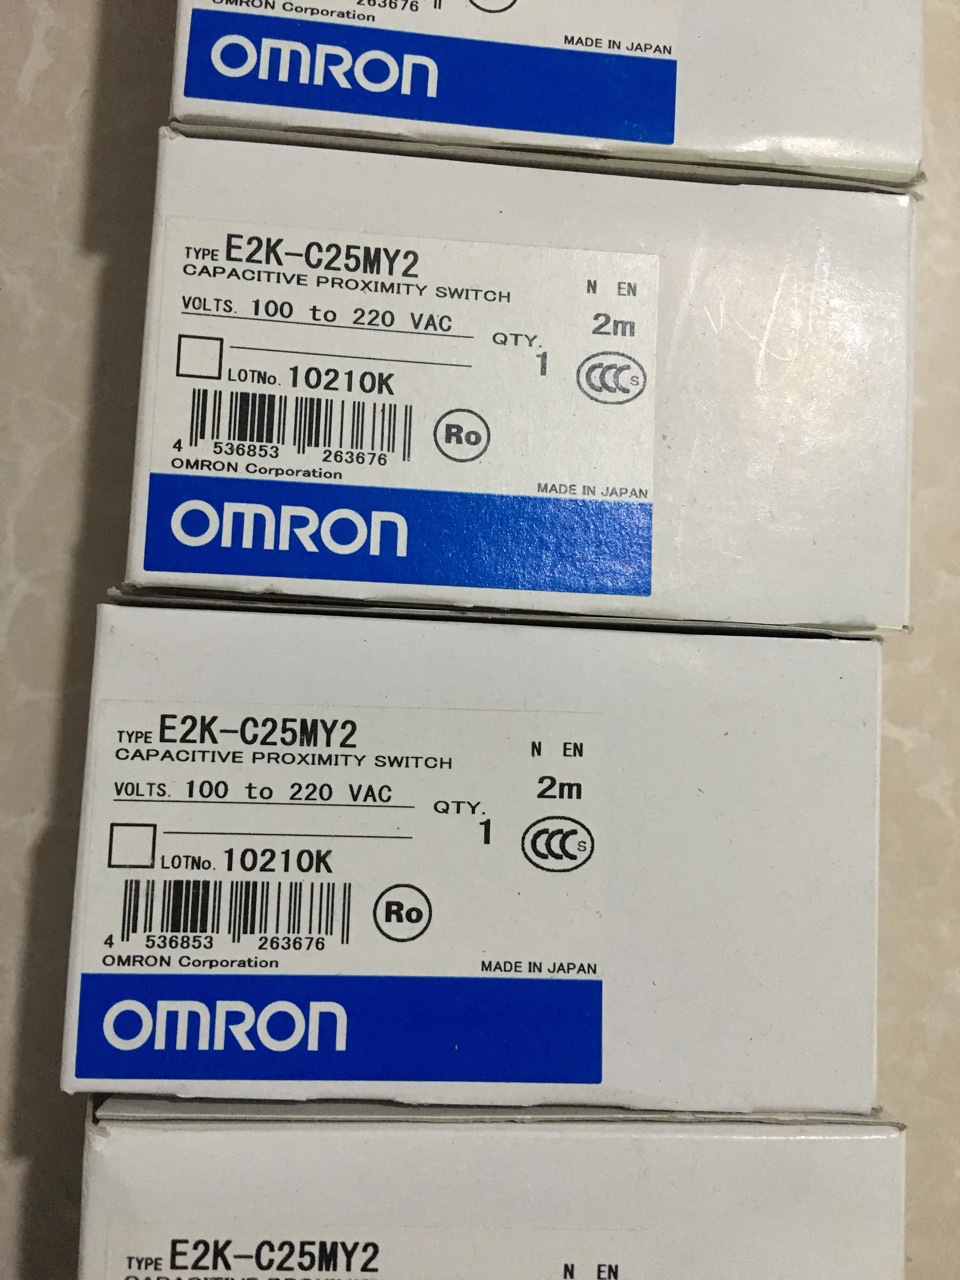 OMRON Corporation
263676
MADE IN JAPAN
OMRON
TYPE E2K-C25MY2
CAPACITIVE PROXIMITY SWITCH
N EN
VOLTS. 100 to 220 VAC
2m
QTY. 1
CCC S
LOTNo. 10210K
Ro
4 536853 263676
OMRON Corporation
MADE IN JAPAN
OMRON
TYPE E2K-C25MY2
CAPACITIVE PROXIMITY SWITCH
N EN
VOLTS. 100 to 220 VAC
2m
QTY. 1
CCC S
LOTNo. 10210K
Ro
4 536853 263676
OMRON Corporation
MADE IN JAPAN
OMRON
TYPE E2K-C25MY2
N EN